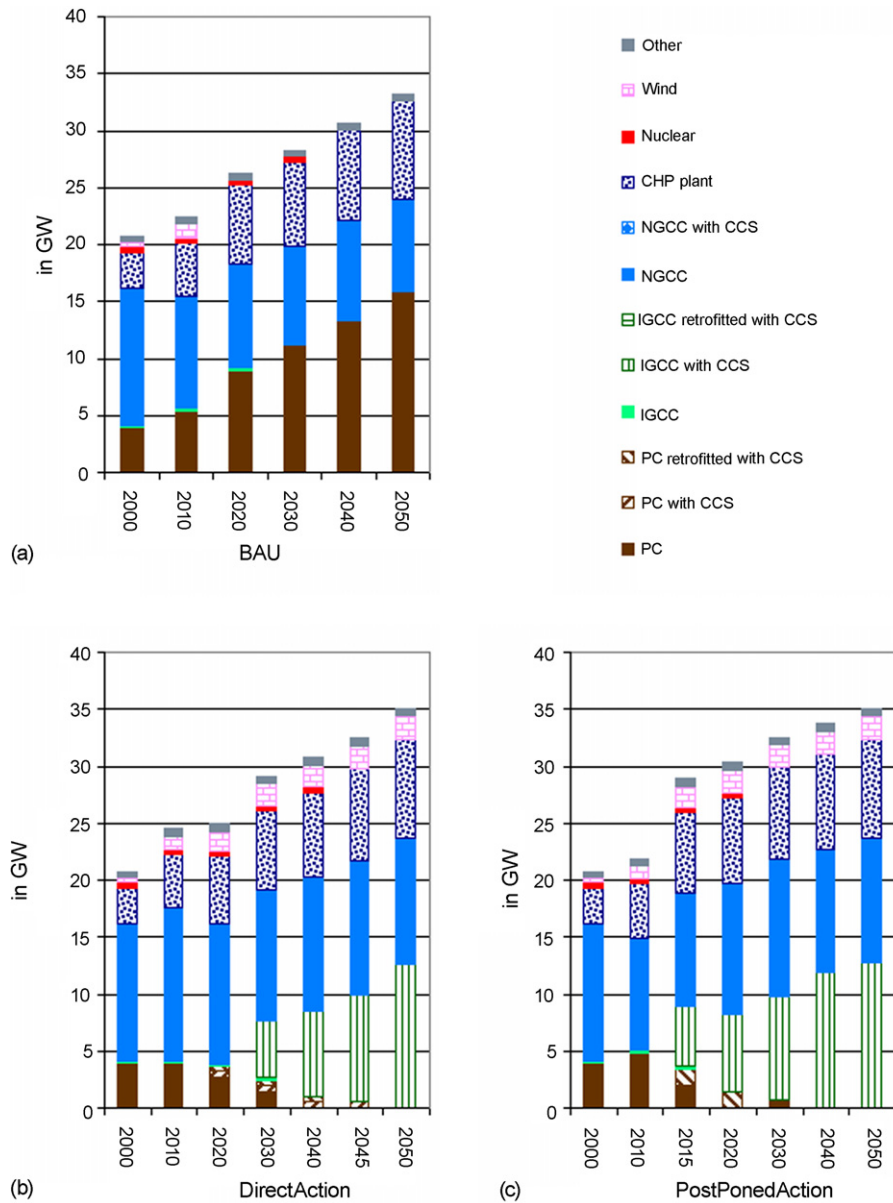 40
35
30
25
20
15
10
5
0
in GW
2000
2010
2020
2030
2040
2050
(a)
BAU
Other
Wind
Nuclear
CHP plant
NGCC with CCS
NGCC
IGCC retrofitted with CCS
IGCC with CCS
IGCC
PC retrofitted with CCS
PC with CCS
PC
40
35
30
25
20
15
10
5
0
in GW
2000
2010
2020
2030
2040
2045
2050
(b)
DirectAction
40
35
30
25
20
15
10
5
0
in GW
2000
2010
2015
2020
2030
2040
2050
(c)
PostPonedAction